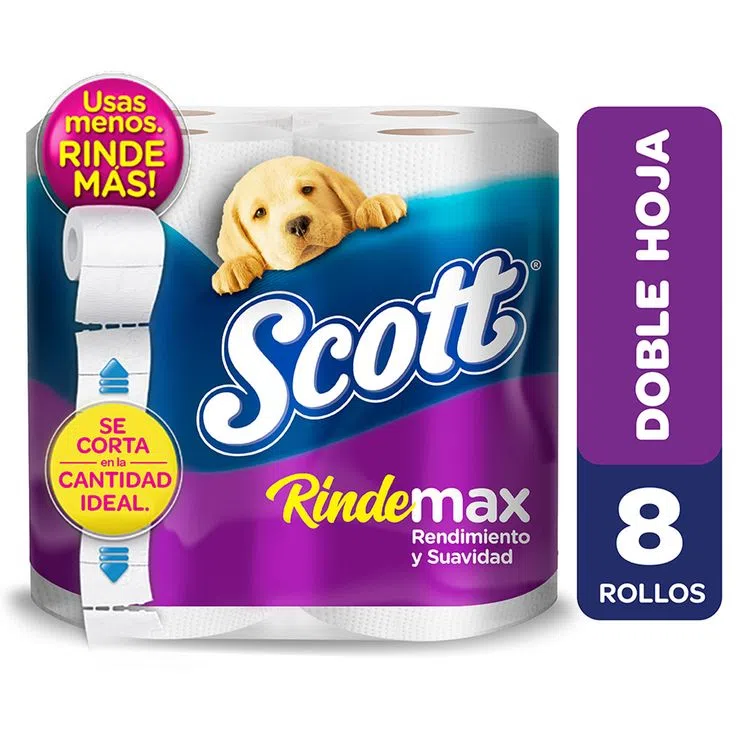 Usas
menos.
RINDE
MÁS!
Scott®
SE
CORTA
en la
CANTIDAD
IDEAL.
Rindemax
Rendimiento
y Suavidad
DOBLE HOJA
8
ROLLOS